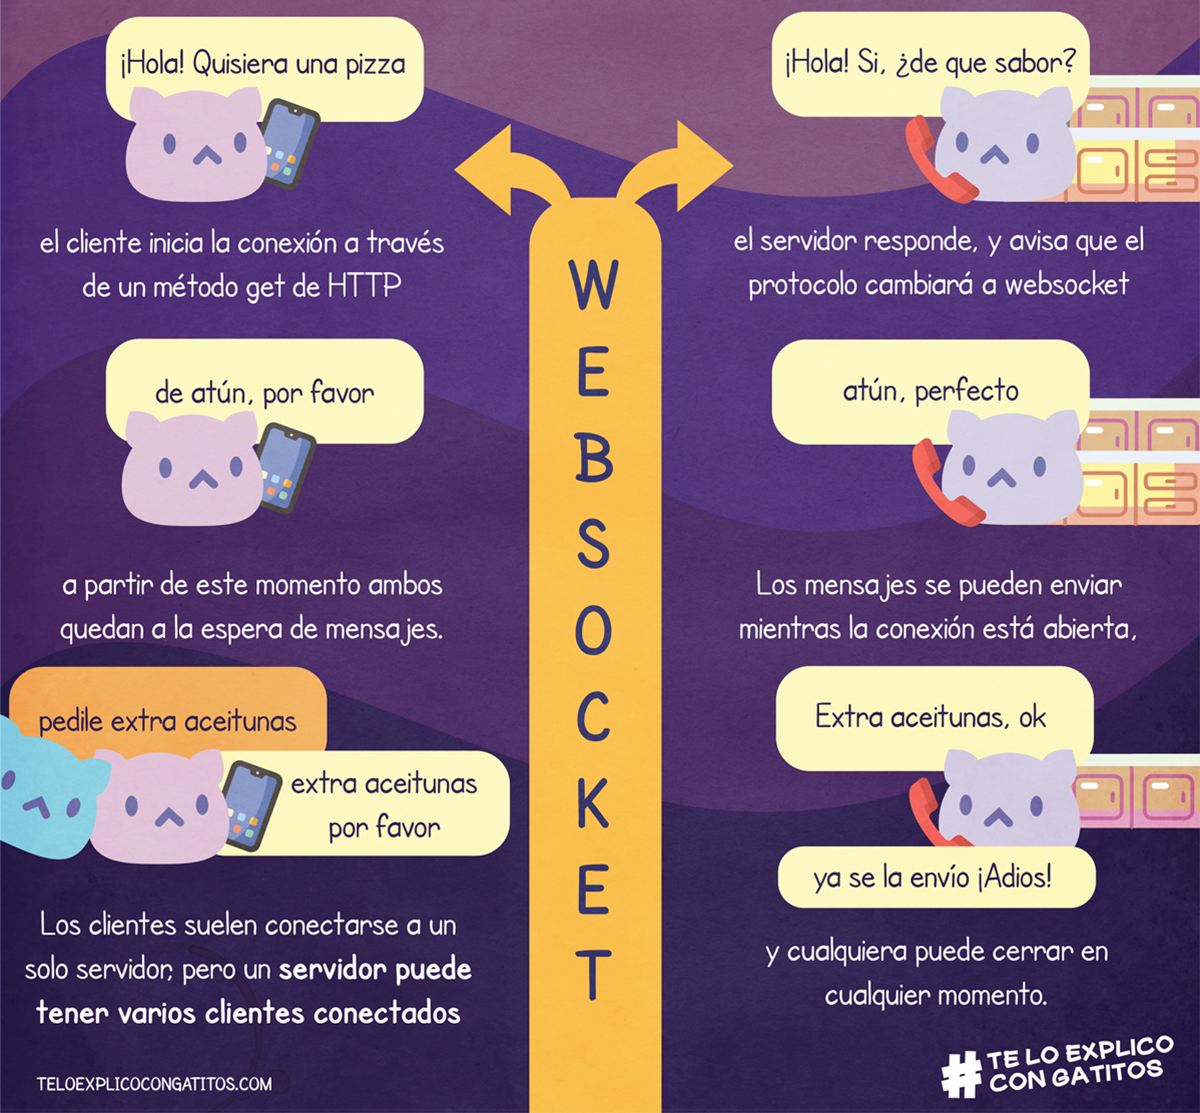 ¡Hola! Quisiera una pizza
¡Hola! Si, ¿de que sabor?
el cliente inicia la conexión a través
de un método get de HTTP
el servidor responde, y avisa que el
protocolo cambiará a websocket
WEBSOCKET
de atún, por favor
atún, perfecto
a partir de este momento ambos
quedan a la espera de mensajes.
Los mensajes se pueden enviar
mientras la conexión está abierta,
pedile extra aceitunas
extra aceitunas
por favor
Extra aceitunas, ok
ya se la envío ¡Adios!
Los clientes suelen conectarse a un
solo servidor, pero un servidor puede
tener varios clientes conectados
y cualquiera puede cerrar en
cualquier momento.
TELOEXPLICOCONGATITOS.COM
#TE LO EXPLICO
CON GATITOS